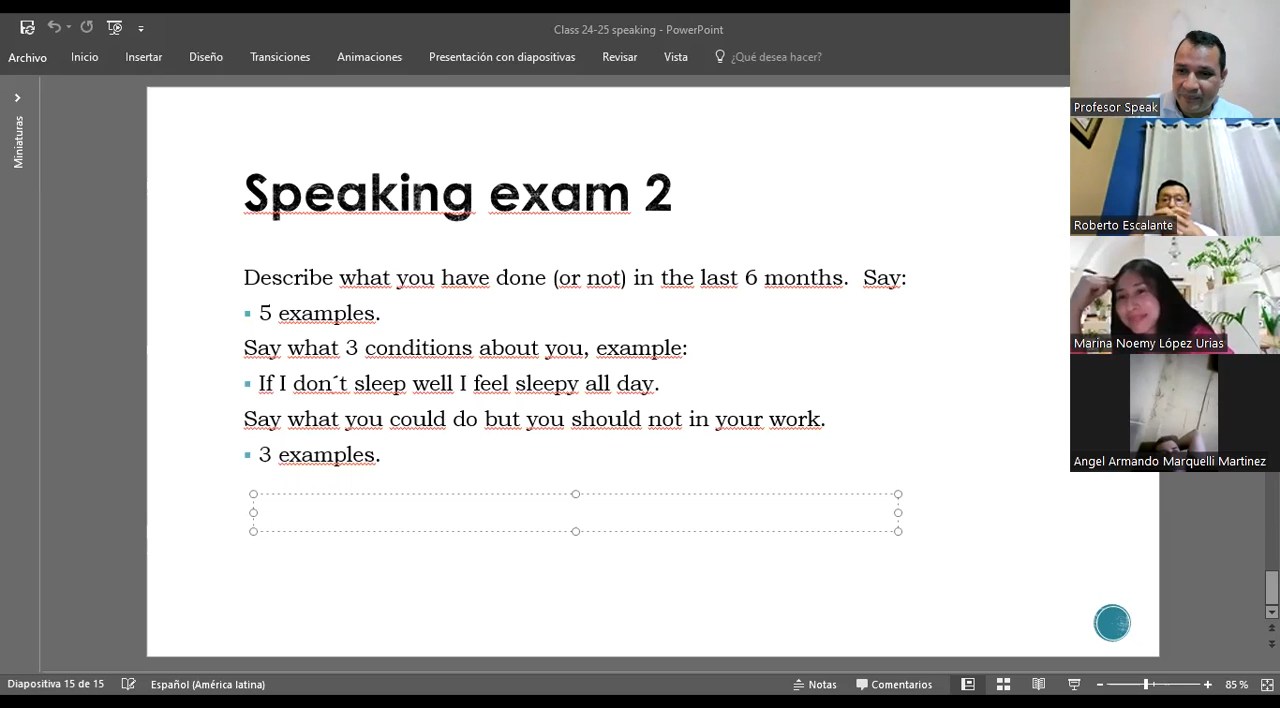 Class 24-25 speaking - PowerPoint
Archivo
Inicio
Insertar
Diseño
Transiciones
Animaciones
Presentación con diapositivas
Revisar
Vista
¿Qué desea hacer?
Profesor Speak
Miniaturas
Speaking exam 2
Roberto Escalante
Describe what you have done (or not) in the last 6 months. Say:
5 examples.
Say what 3 conditions about you, example:
Marina Noemy López Urias
If I don´t sleep well I feel sleepy all day.
Say what you could do but you should not in your work.
3 examples.
Angel Armando Marquelli Martinez
Diapositiva 15 de 15
Español (América latina)
Notas
Comentarios
85 %